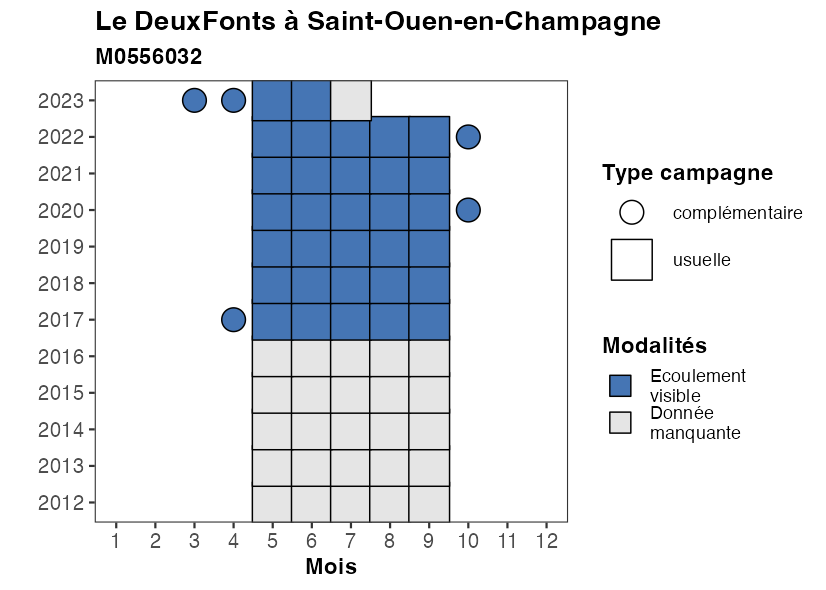 Le DeuxFonts à Saint-Ouen-en-Champagne
M0556032
2023
2022
2021
2020
2019
2018
2017
2016
2015
2014
2013
2012
1 2 3 4 5 6 7 8 9 10 11 12
Mois
Type campagne
complémentaire
usuelle
Modalités
Ecoulement
visible
Donnée
manquante